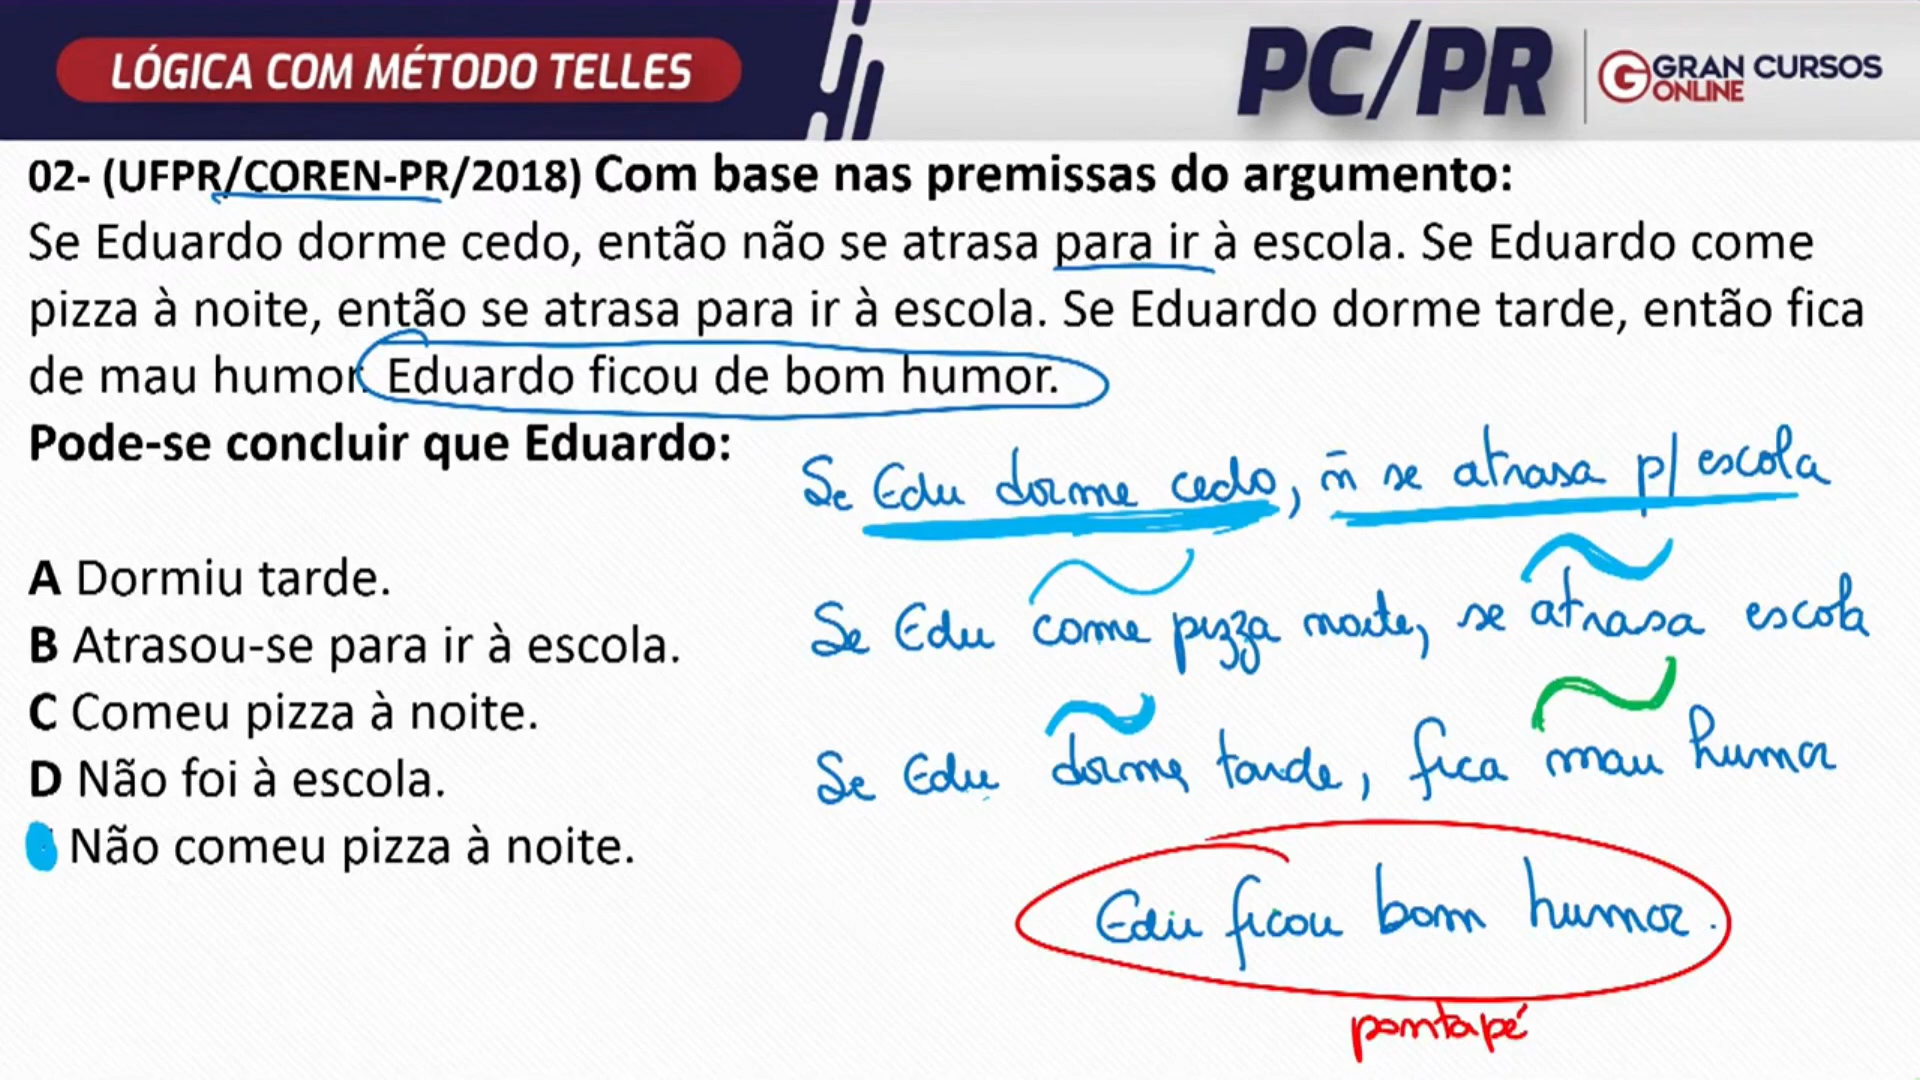 LÓGICA COM MÉTODO TELLES
PC/PR
GRAN CURSOS
ONLINE
02- (UFPR/COREN-PR/2018) Com base nas premissas do argumento:
Se Eduardo dorme cedo, então não se atrasa para ir à escola. Se Eduardo come
pizza à noite, então se atrasa para ir à escola. Se Eduardo dorme tarde, então fica
de mau humor. Eduardo ficou de bom humor.
Pode-se concluir que Eduardo:
Se Edu dorme cedo, ñ se atrasa p/ escola
A Dormiu tarde.
B Atrasou-se para ir à escola.
Se Edu come pizza noite, se atrasa escola
C Comeu pizza à noite.
D Não foi à escola.
Se Edu dorme tarde, fica mau humor
Não comeu pizza à noite.
Edu ficou bom humor.
pontapé